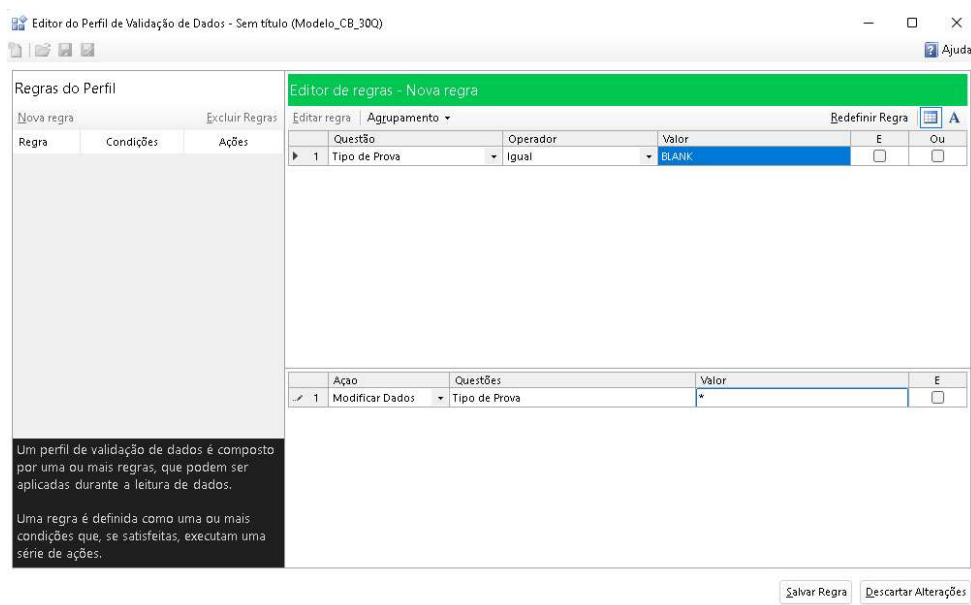 Editor do Perfil de Validação de Dados - Sem título (Modelo_CB_30Q)
Ajuda
Regras do Perfil
Nova regra Excluir Regras
Regra Condições Ações
Um perfil de validação de dados é composto
por uma ou mais regras, que podem ser
aplicadas durante a leitura de dados.
Uma regra é definida como uma ou mais
condições que, se satisfeitas, executam uma
série de ações.
Editor de regras - Nova regra
Editar regra Agrupamento Redefinir Regra A
Questão Operador Valor E Ou
1 Tipo de Prova Igual BLANK
Açao Questões Valor E
1 Modificar Dados Tipo de Prova *
Salvar Regra Descartar Alterações